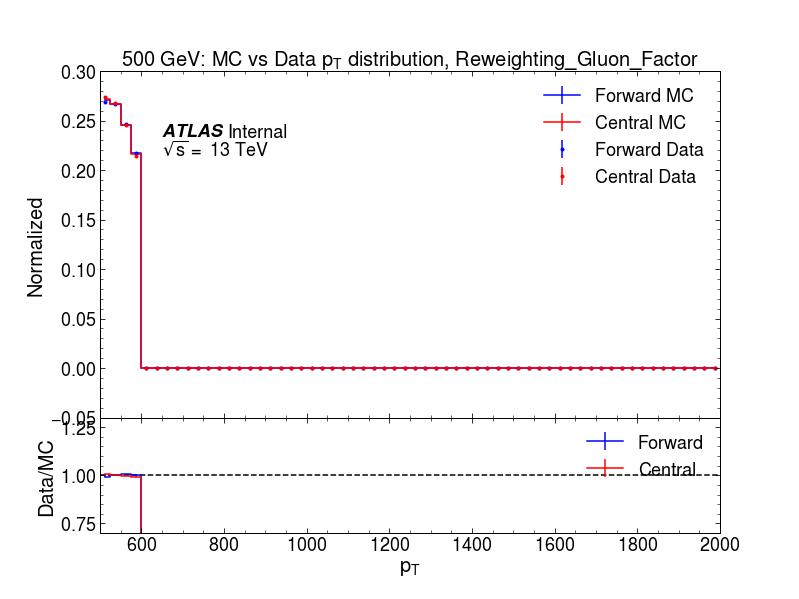 500 GeV: MC vs Data pT distribution, Reweighting_Gluon_Factor
0.30
0.25
0.20
0.15
0.10
0.05
0.00
−0.05
Normalized
ATLAS Internal
√s = 13 TeV
Forward MC
Central MC
Forward Data
Central Data
1.25
1.00
0.75
Data/MC
Forward
Central
600 800 1000 1200 1400 1600 1800 2000
pT